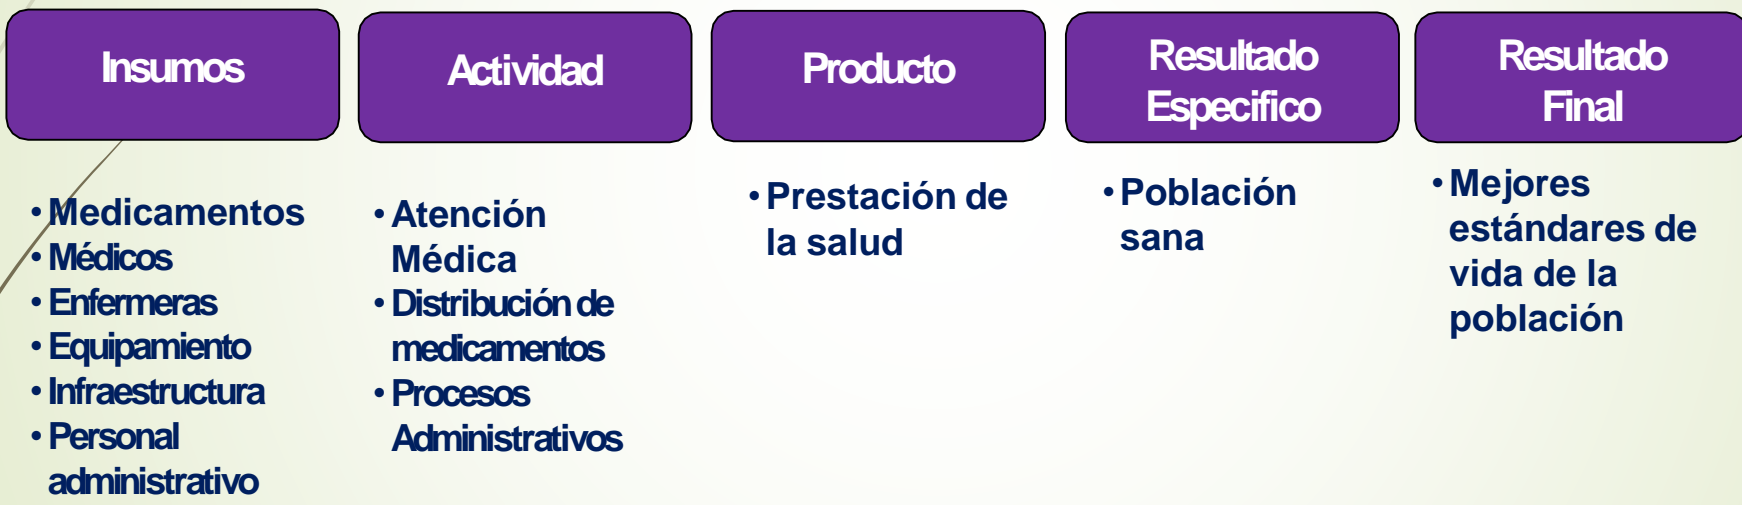 Insumos
• Medicamentos
• Médicos
• Enfermeras
• Equipamiento
• Infraestructura
• Personal
administrativo
Actividad
• Atención
Médica
• Distribución de
medicamentos
• Procesos
Administrativos
Producto
• Prestación de
la salud
Resultado
Especifico
• Población
sana
Resultado
Final
• Mejores
estándares de
vida de la
población